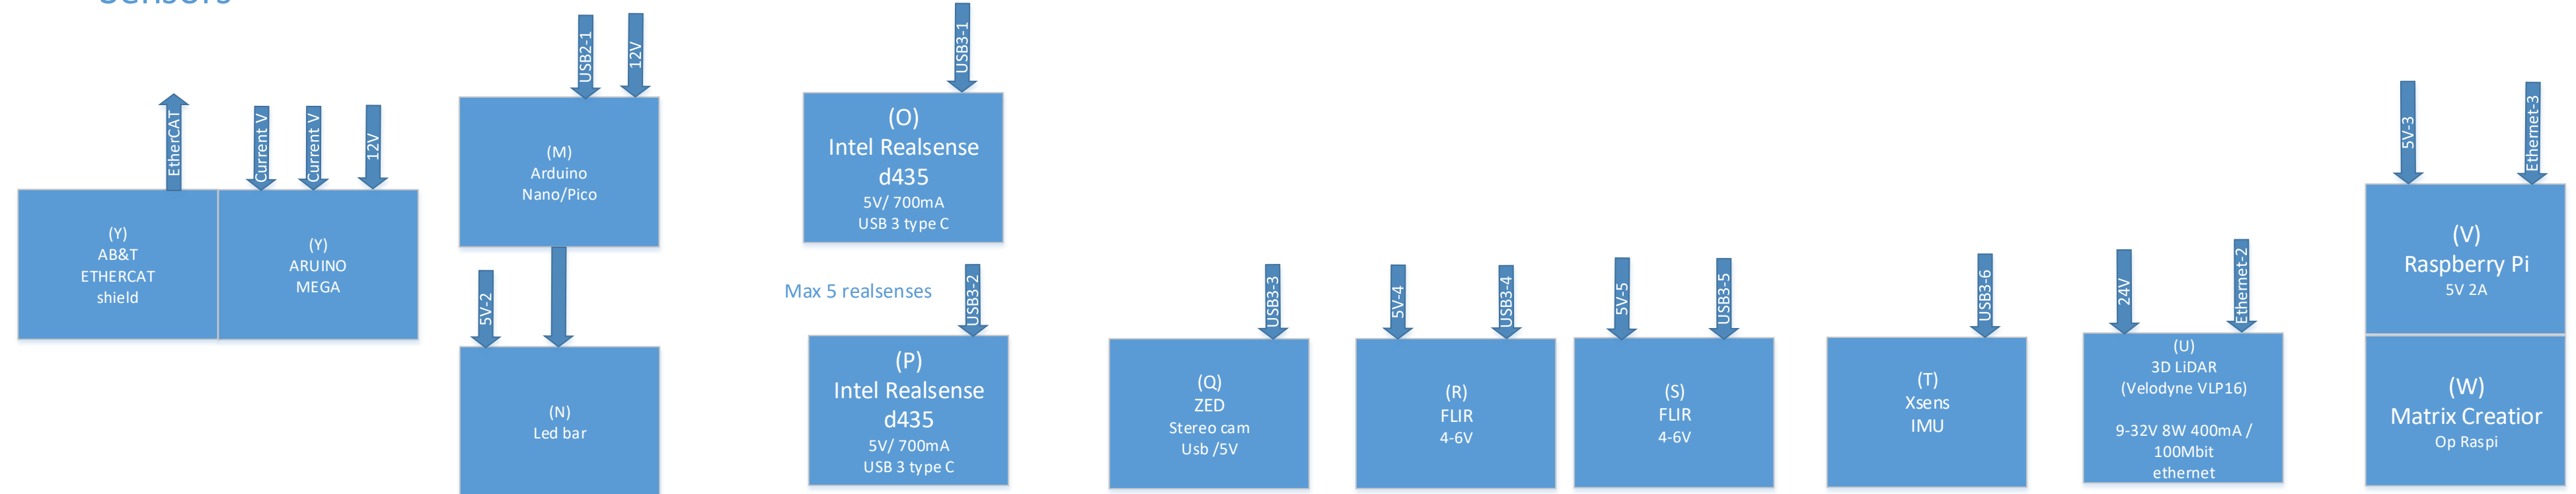 Sensors
EtherCAT
Current V
Current V
12V
(Y)
AB&T
ETHERCAT
shield
(Y)
ARUINO
MEGA
USB2-1
12V
(M)
Arduino
Nano/Pico
5V-2
(N)
Led bar
USB3-1
(O)
Intel Realsense
d435
5V/ 700mA
USB 3 type C
Max 5 realsenses
USB3-2
(P)
Intel Realsense
d435
5V/ 700mA
USB 3 type C
USB3-3
(Q)
ZED
Stereo cam
Usb /5V
5V-4
USB3-4
(R)
FLIR
4-6V
5V-5
USB3-5
(S)
FLIR
4-6V
USB3-6
(T)
Xsens
IMU
24V
Ethernet-2
(U)
3D LiDAR
(Velodyne VLP16)
9-32V 8W 400mA /
100Mbit
ethernet
5V-3
Ethernet-3
(V)
Raspberry Pi
5V 2A
(W)
Matrix Creatior
Op Raspi